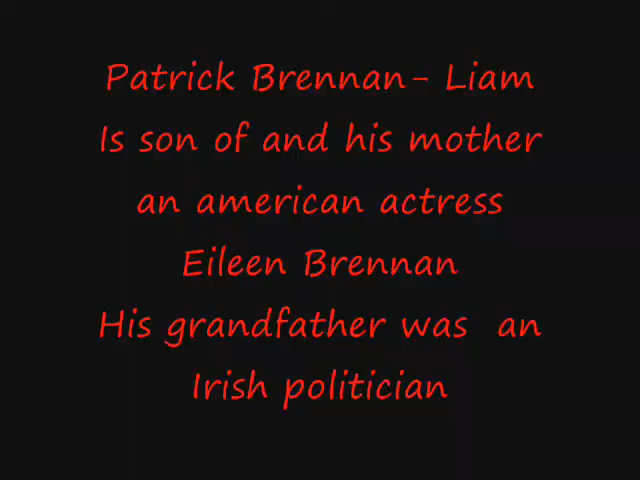 Patrick Brennan- Liam
Is son of and his mother
an american actress
Eileen Brennan
His grandfather was  an
Irish politician